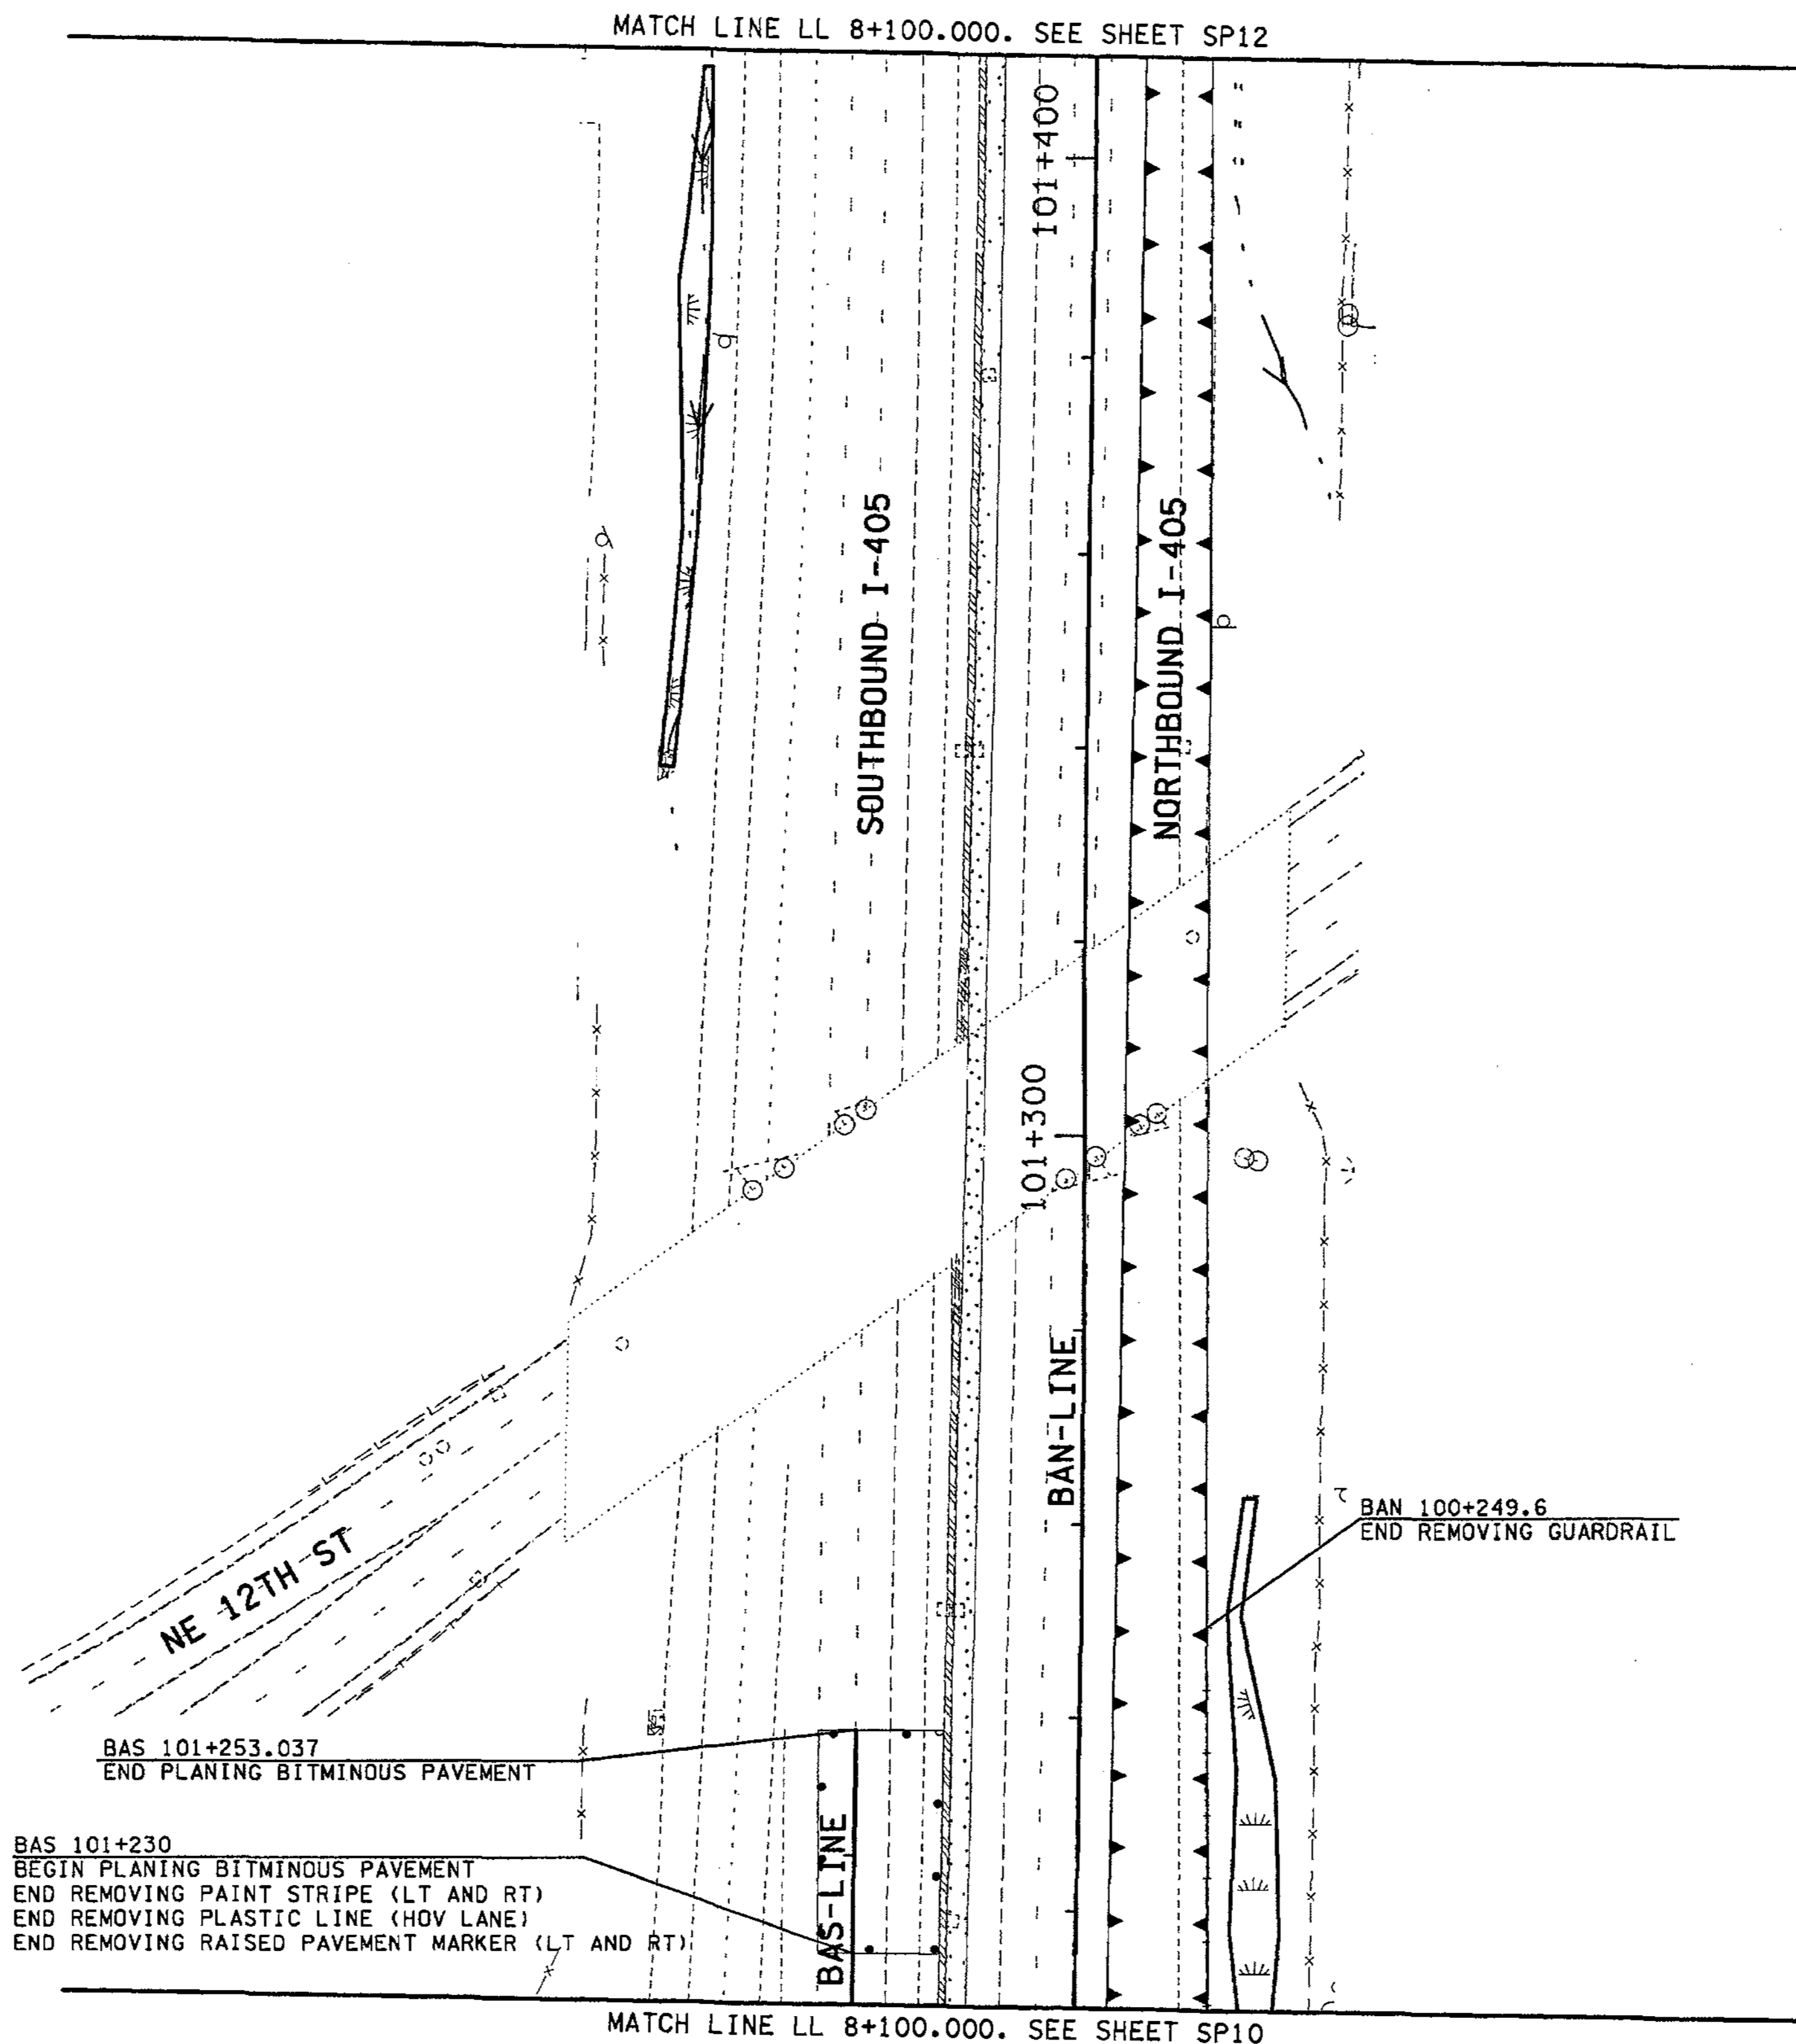 MATCH LINE LL 8+100.000. SEE SHEET SP12
101+400
SOUTHBOUND I-405
NORTHBOUND I-405
101+300
BAN-LINE
BAN 100+249.6
END REMOVING GUARDRAIL
NE 12TH ST
BAS 101+253.037
END PLANING BITMINOUS PAVEMENT
BAS-LINE
BAS 101+230
BEGIN PLANING BITMINOUS PAVEMENT
END REMOVING PAINT STRIPE (LT AND RT)
END REMOVING PLASTIC LINE (HOV LANE)
END REMOVING RAISED PAVEMENT MARKER (LT AND RT)
MATCH LINE LL 8+100.000. SEE SHEET SP10